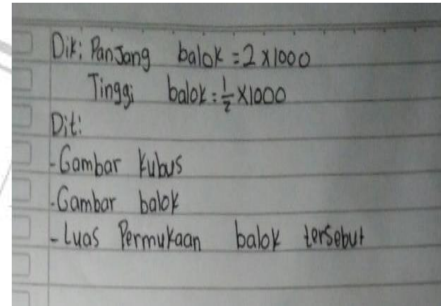 Dik: Panjang balok = 2 x 1000
Tinggi balok = 1/2 x 1000
Dit:
- Gambar kubus
- Gambar balok
- Luas Permukaan balok tersebut